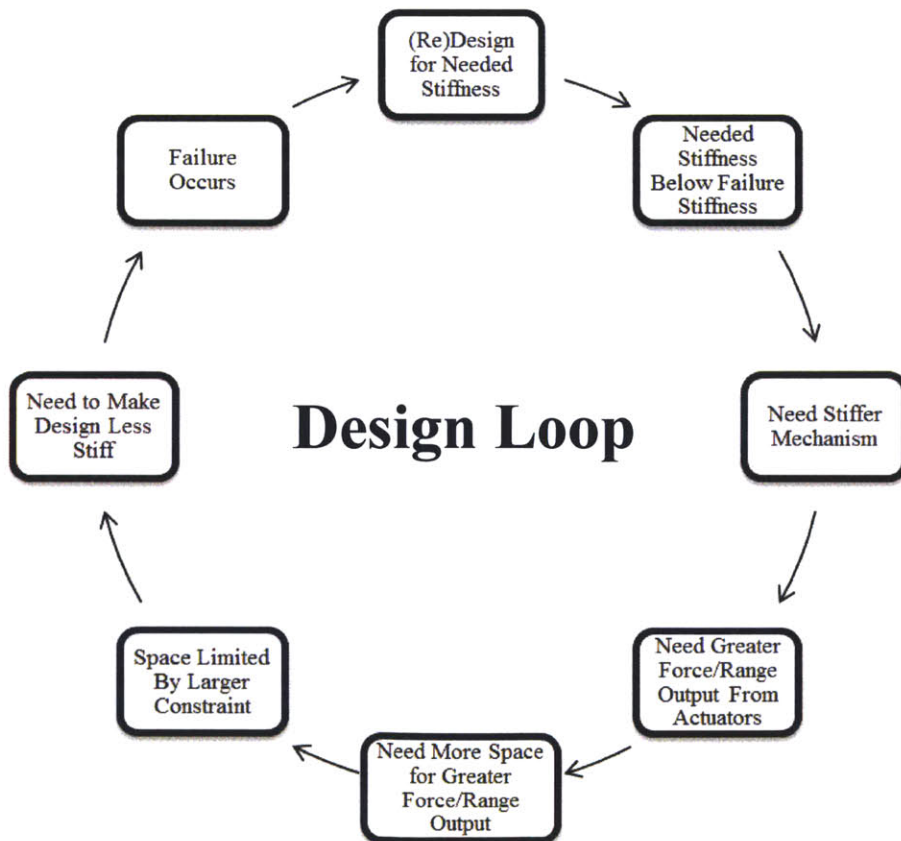 (Re)Design
for Needed
Stiffness
Needed
Stiffness
Below Failure
Stiffness
Need Stiffer
Mechanism
Need Greater
Force/Range
Output From
Actuators
Need More Space
for Greater
Force/Range
Output
Space Limited
By Larger
Constraint
Need to Make
Design Less
Stiff
Failure
Occurs
Design Loop